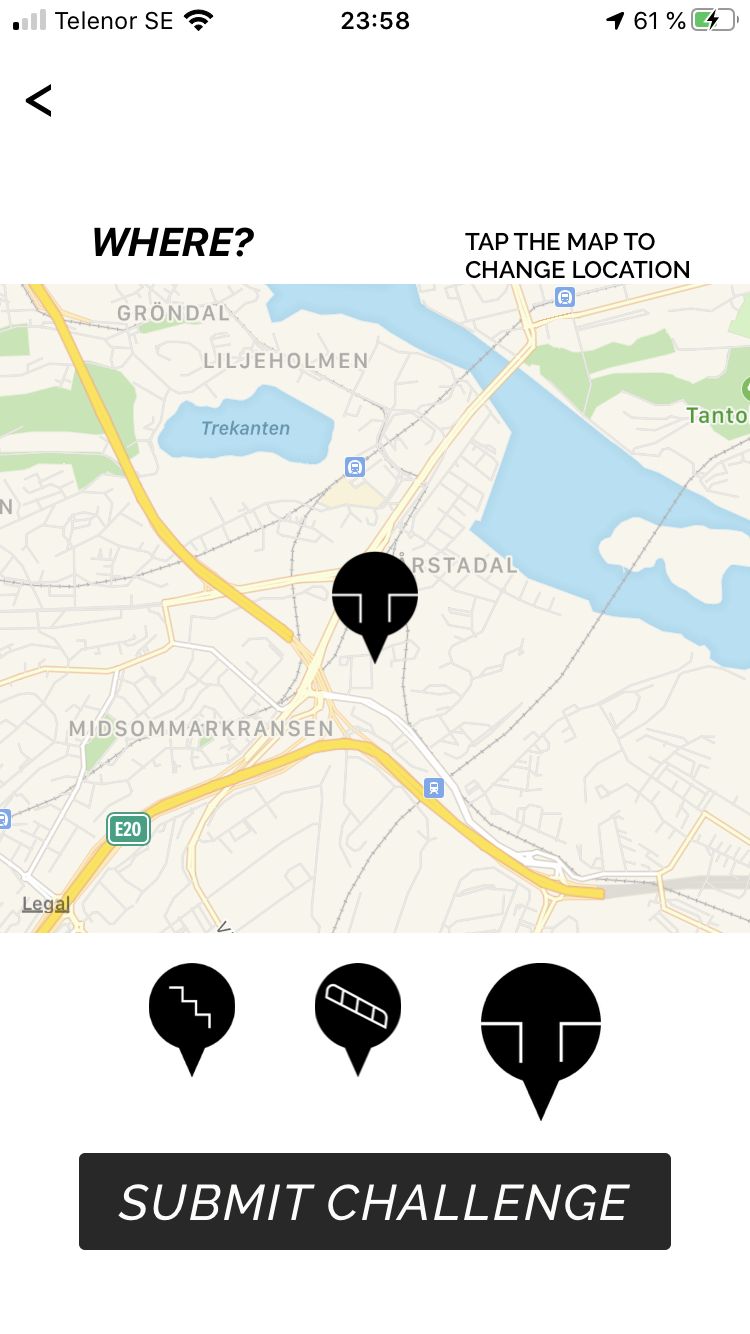 Telenor SE
23:58
61 %
<
WHERE?
TAP THE MAP TO
CHANGE LOCATION
GRÖNDAL
LILJEHOLMEN
Trekanten
Tanto
N
ÅRSTADAL
MIDSOMMARKRANSEN
E20
Legal
SUBMIT CHALLENGE